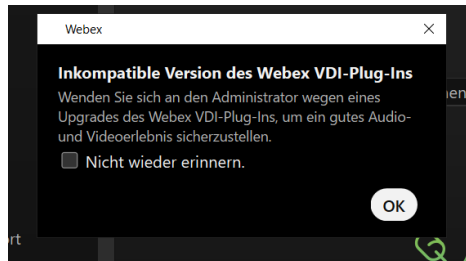 Webex
Inkompatible Version des Webex VDI-Plug-Ins
Wenden Sie sich an den Administrator wegen eines
Upgrades des Webex VDI-Plug-Ins, um ein gutes Audio-
und Videoerlebnis sicherzustellen.
Nicht wieder erinnern.
OK